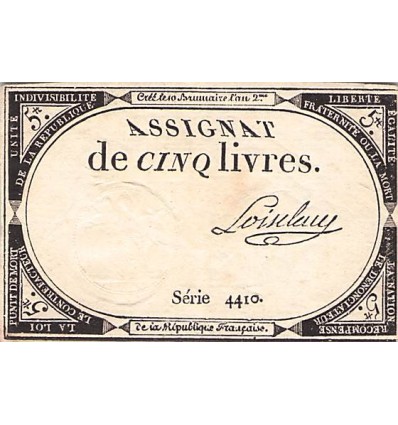 Créé le 10 Brumaire l'an 2.me
UNITÉ INDIVISIBILITÉ
DE LA RÉPUBLIQUE
5.#
LIBERTÉ ÉGALITÉ
FRATERNITÉ OU LA MORT
5.#
ASSIGNAT
de CINQ livres.
Loiselay
Série 4410.
LA LOI PUNIT DE MORT
LE CONTREFACTEUR
5.#
LA NATION RÉCOMPENSE
LE DÉNONCIATEUR
5.#
de la République Française.